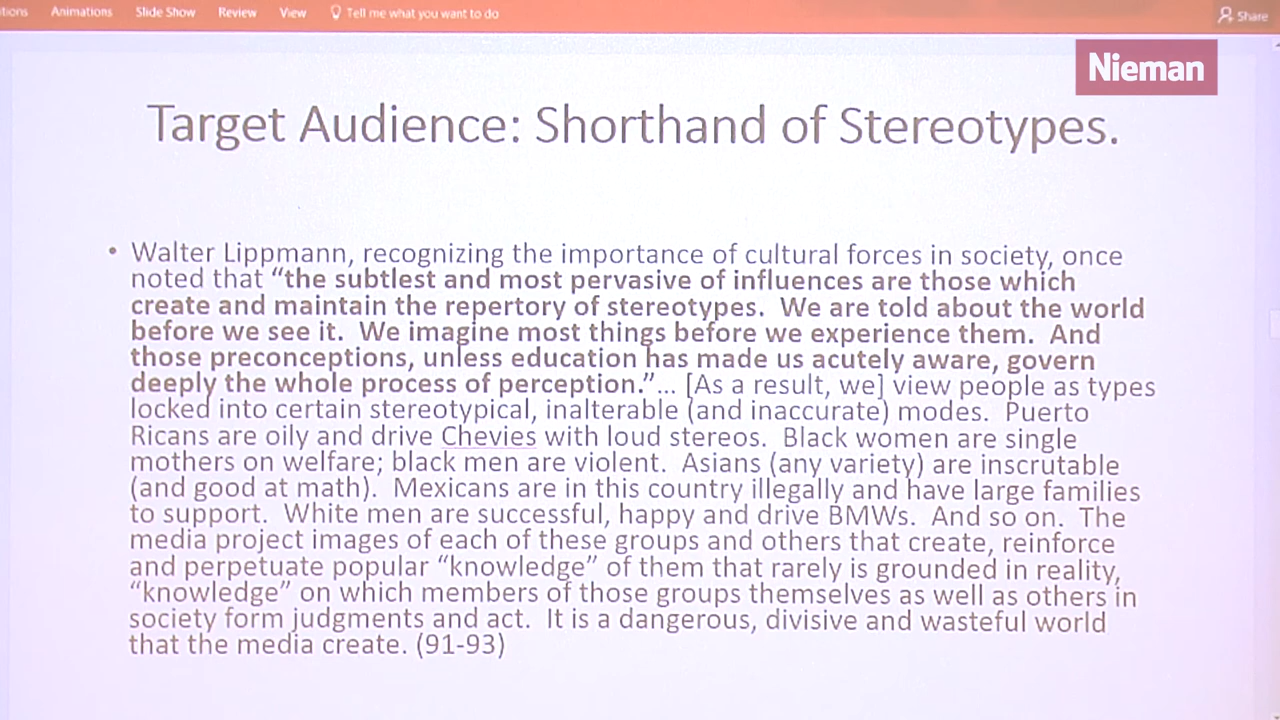 tions Animations Slide Show Review View Tell me what you want to do Share
Nieman
Target Audience: Shorthand of Stereotypes.
• Walter Lippmann, recognizing the importance of cultural forces in society, once
noted that “the subtlest and most pervasive of influences are those which
create and maintain the repertory of stereotypes. We are told about the world
before we see it. We imagine most things before we experience them. And
those preconceptions, unless education has made us acutely aware, govern
deeply the whole process of perception.”... [As a result, we] view people as types
locked into certain stereotypical, inalterable (and inaccurate) modes. Puerto
Ricans are oily and drive Chevies with loud stereos. Black women are single
mothers on welfare; black men are violent. Asians (any variety) are inscrutable
(and good at math). Mexicans are in this country illegally and have large families
to support. White men are successful, happy and drive BMWs. And so on. The
media project images of each of these groups and others that create, reinforce
and perpetuate popular “knowledge” of them that rarely is grounded in reality,
“knowledge” on which members of those groups themselves as well as others in
society form judgments and act. It is a dangerous, divisive and wasteful world
that the media create. (91-93)